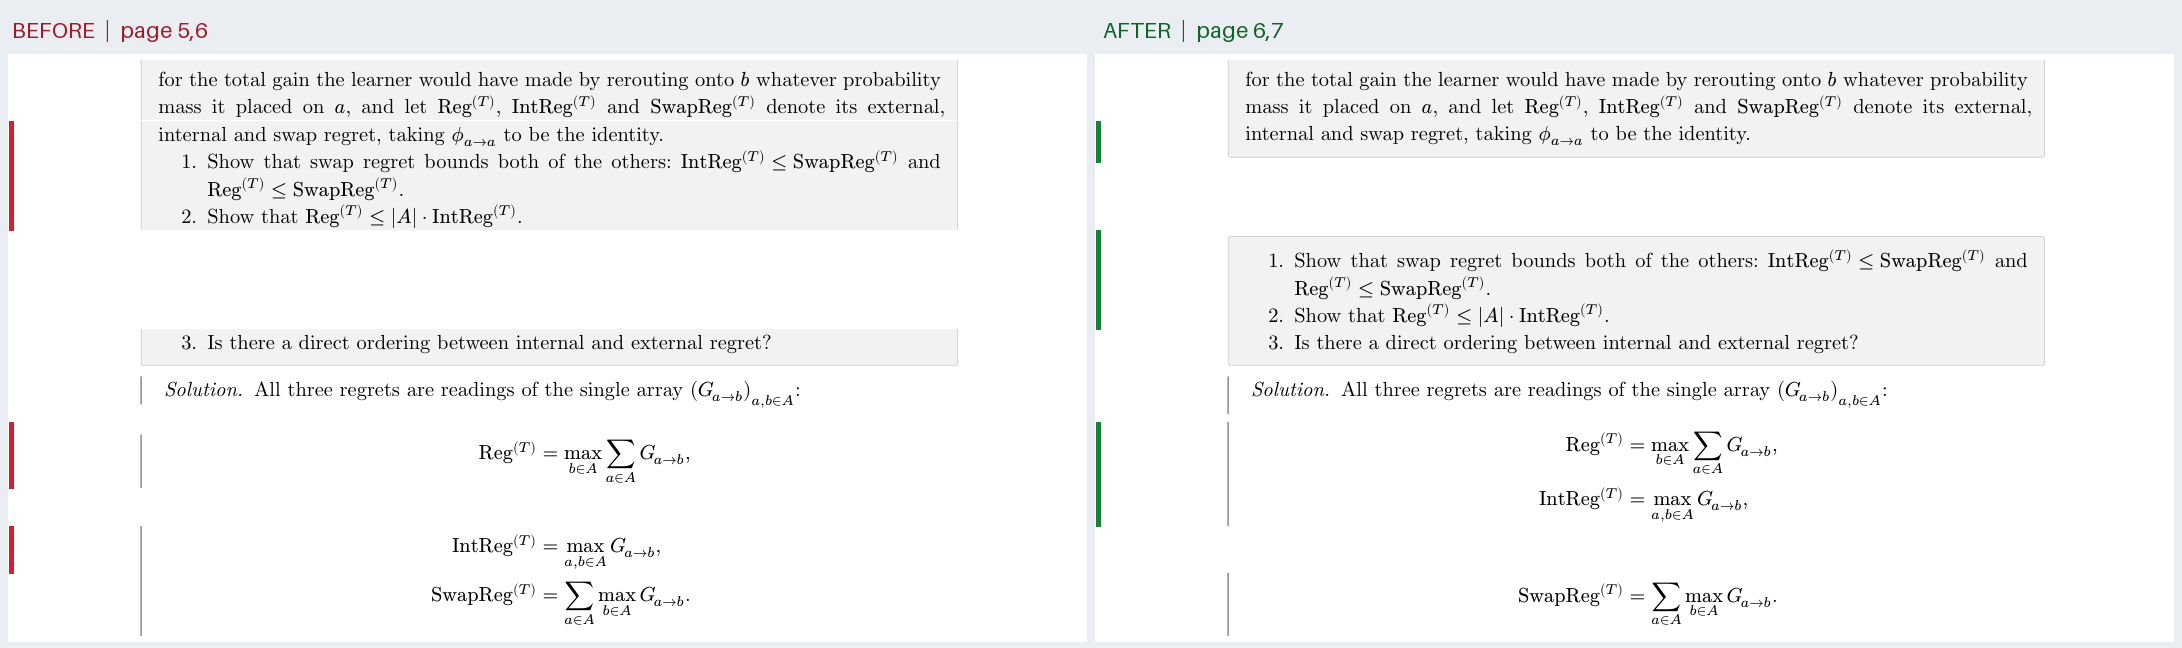 BEFORE | page 5,6
for the total gain the learner would have made by rerouting onto b whatever probability
mass it placed on a, and let Reg^(T), IntReg^(T) and SwapReg^(T) denote its external,
internal and swap regret, taking ϕ_{a→a} to be the identity.
1. Show that swap regret bounds both of the others: IntReg^(T) ≤ SwapReg^(T) and
Reg^(T) ≤ SwapReg^(T).
2. Show that Reg^(T) ≤ |A| · IntReg^(T).
3. Is there a direct ordering between internal and external regret?
Solution. All three regrets are readings of the single array (G_{a→b})_{a,b∈A}:
Reg^(T) = max_{b∈A} ∑_{a∈A} G_{a→b},
IntReg^(T) = max_{a,b∈A} G_{a→b},
SwapReg^(T) = ∑_{a∈A} max_{b∈A} G_{a→b}.
AFTER | page 6,7
for the total gain the learner would have made by rerouting onto b whatever probability
mass it placed on a, and let Reg^(T), IntReg^(T) and SwapReg^(T) denote its external,
internal and swap regret, taking ϕ_{a→a} to be the identity.
1. Show that swap regret bounds both of the others: IntReg^(T) ≤ SwapReg^(T) and
Reg^(T) ≤ SwapReg^(T).
2. Show that Reg^(T) ≤ |A| · IntReg^(T).
3. Is there a direct ordering between internal and external regret?
Solution. All three regrets are readings of the single array (G_{a→b})_{a,b∈A}:
Reg^(T) = max_{b∈A} ∑_{a∈A} G_{a→b},
IntReg^(T) = max_{a,b∈A} G_{a→b},
SwapReg^(T) = ∑_{a∈A} max_{b∈A} G_{a→b}.